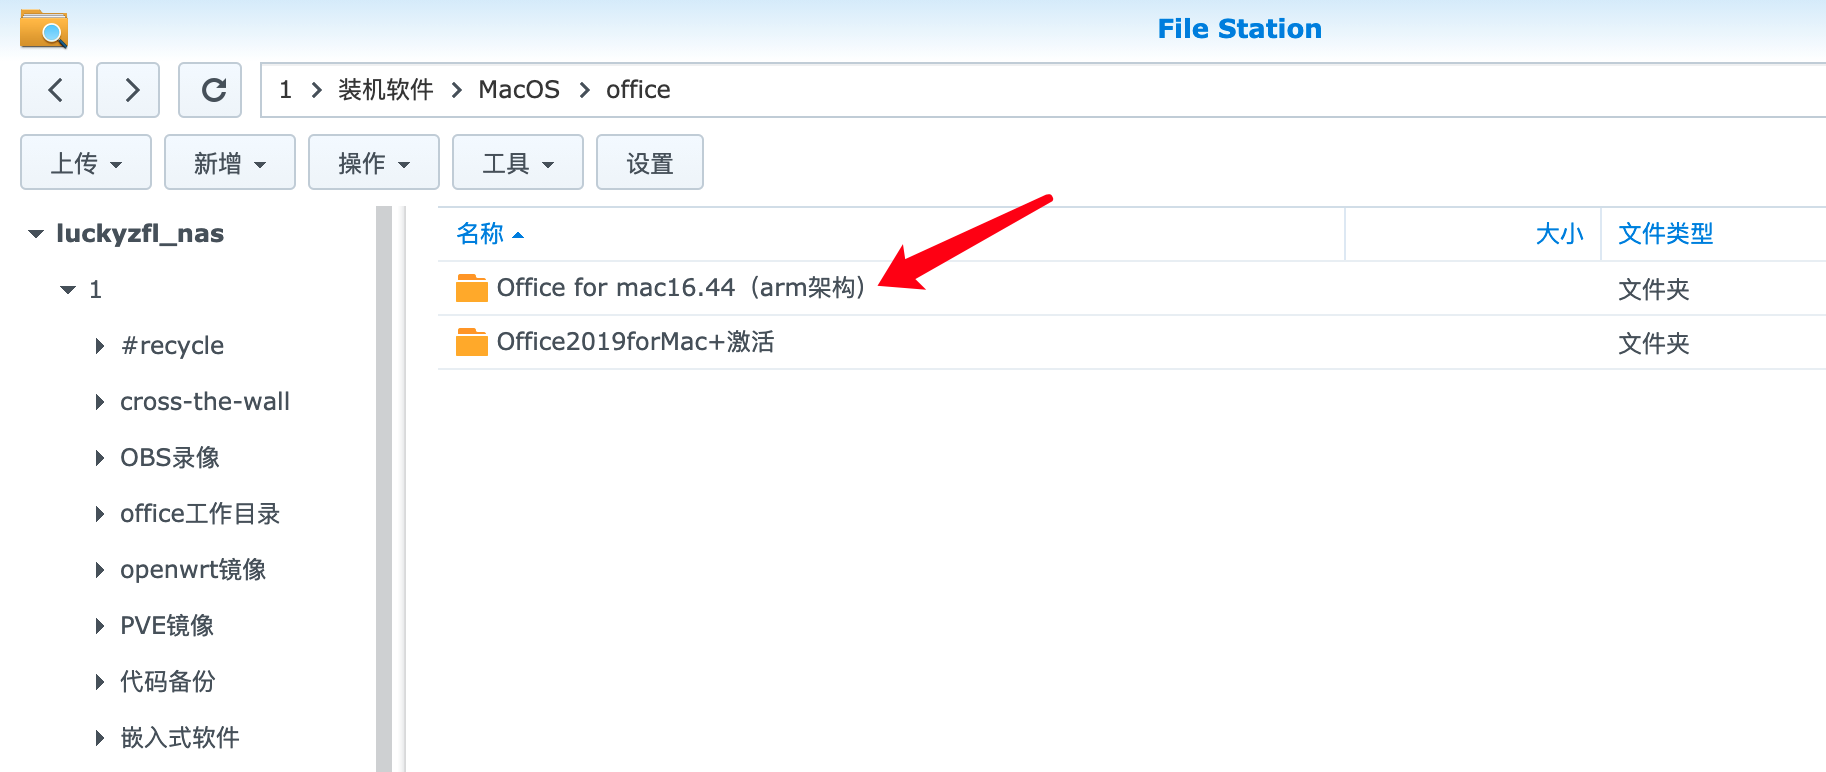 File Station
1 > 装机软件 > MacOS > office
上传 新增 操作 工具 设置
luckyzfl_nas
1
#recycle
cross-the-wall
OBS录像
office工作目录
openwrt镜像
PVE镜像
代码备份
嵌入式软件
名称 大小 文件类型
Office for mac16.44（arm架构） 文件夹
Office2019forMac+激活 文件夹